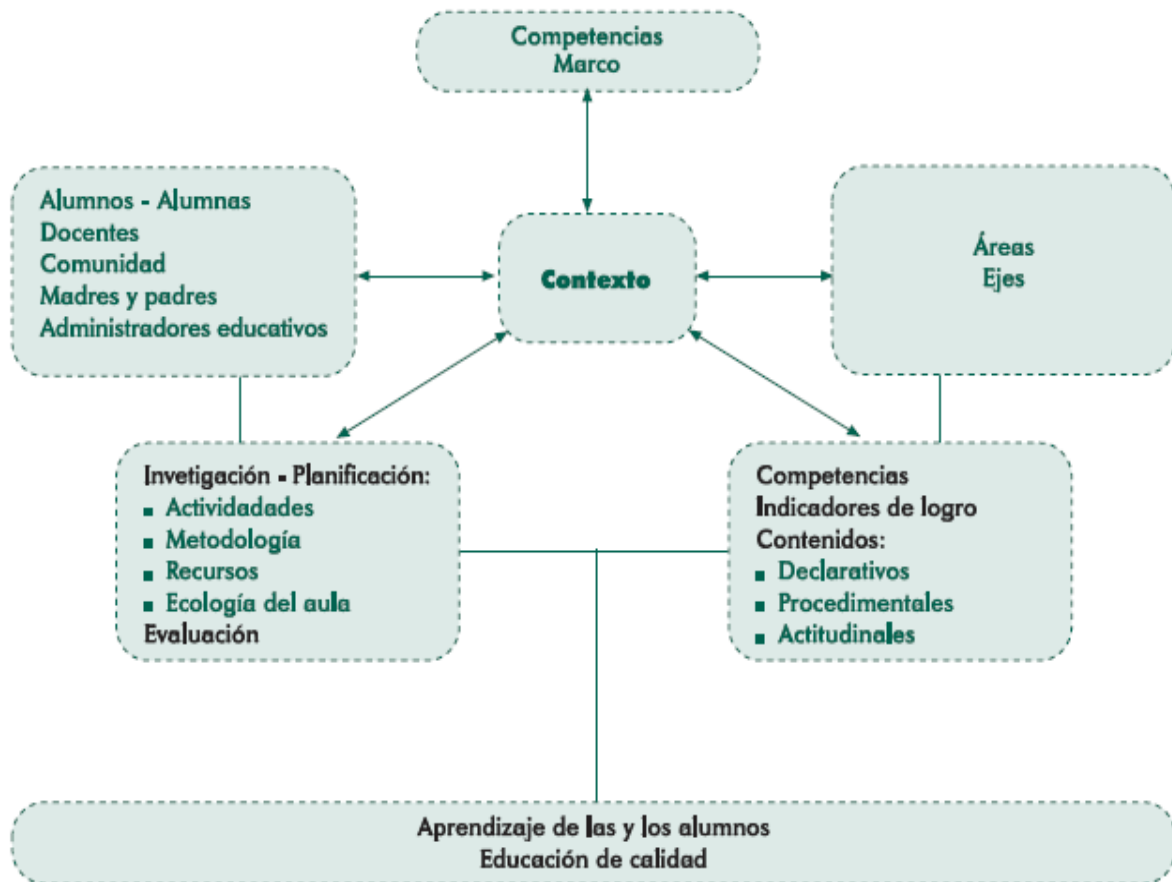 Competencias
Marco
Alumnos - Alumnas
Docentes
Comunidad
Madres y padres
Administradores educativos
Contexto
Áreas
Ejes
Invetigación - Planificación:
▪ Actividadades
▪ Metodología
▪ Recursos
▪ Ecología del aula
Evaluación
Competencias
Indicadores de logro
Contenidos:
▪ Declarativos
▪ Procedimentales
▪ Actitudinales
Aprendizaje de las y los alumnos
Educación de calidad